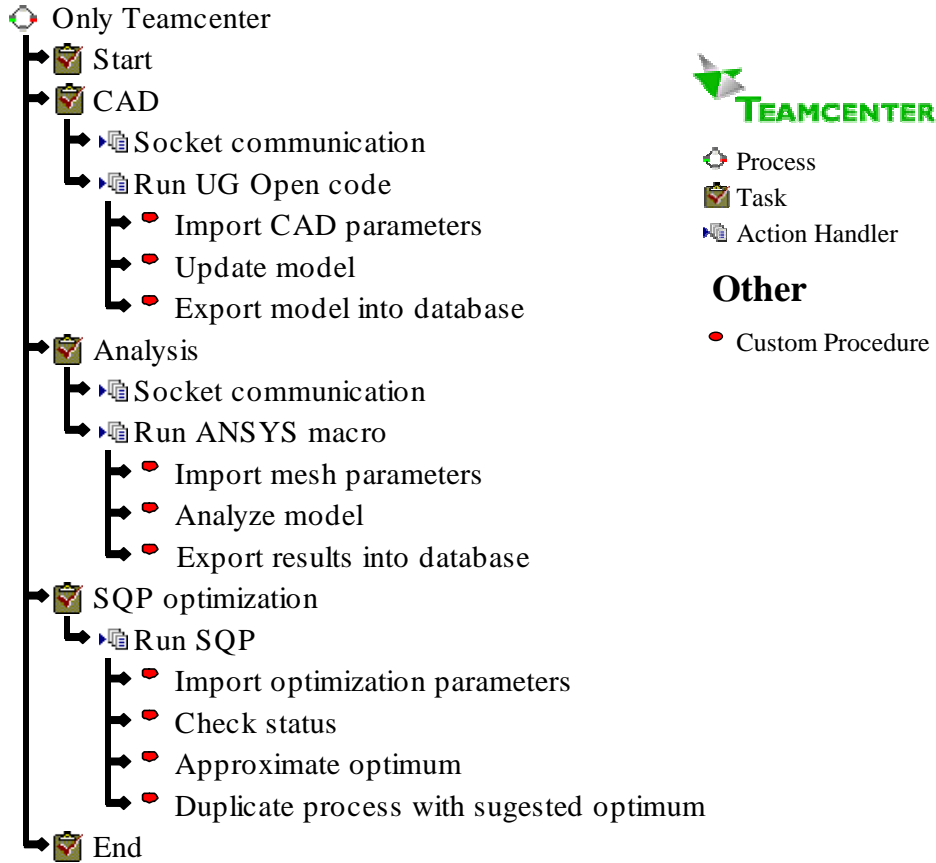 Only Teamcenter
Start
CAD
Socket communication
Run UG Open code
Import CAD parameters
Update model
Export model into database
Analysis
Socket communication
Run ANSYS macro
Import mesh parameters
Analyze model
Export results into database
SQP optimization
Run SQP
Import optimization parameters
Check status
Approximate optimum
Duplicate process with sugested optimum
End
TEAMCENTER
Process
Task
Action Handler
Other
Custom Procedure